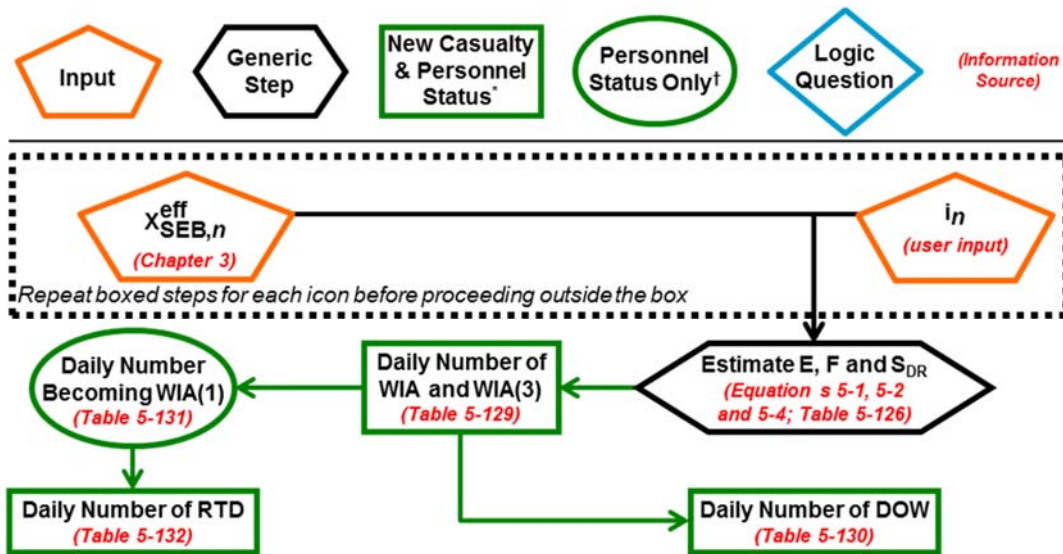 Input
Generic
Step
New Casualty
& Personnel
Status*
Personnel
Status Only†
Logic
Question
(Information
Source)
X^eff_SEB,n
(Chapter 3)
i_n
(user input)
Repeat boxed steps for each icon before proceeding outside the box
Daily Number
Becoming WIA(1)
(Table 5-131)
Daily Number of
WIA and WIA(3)
(Table 5-129)
Estimate E, F and S_DR
(Equation s 5-1, 5-2
and 5-4; Table 5-126)
Daily Number of RTD
(Table 5-132)
Daily Number of DOW
(Table 5-130)